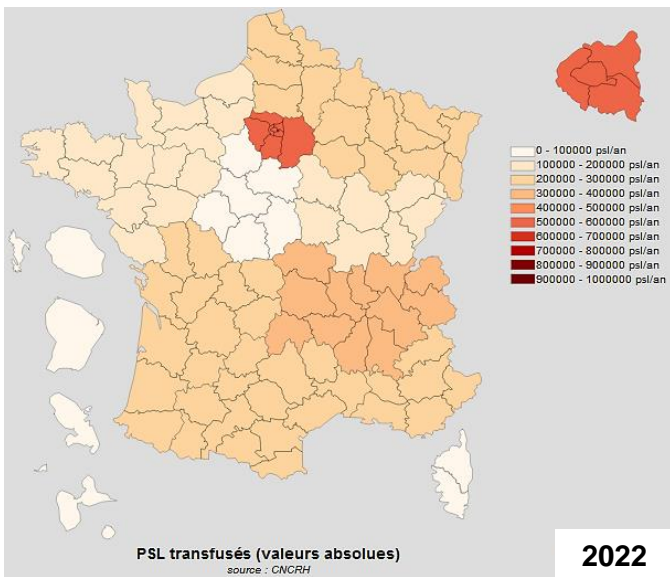 0 - 100000 psl/an
100000 - 200000 psl/an
200000 - 300000 psl/an
300000 - 400000 psl/an
400000 - 500000 psl/an
500000 - 600000 psl/an
600000 - 700000 psl/an
700000 - 800000 psl/an
800000 - 900000 psl/an
900000 - 1000000 psl/an
PSL transfusés (valeurs absolues)
source : CNCRH
2022